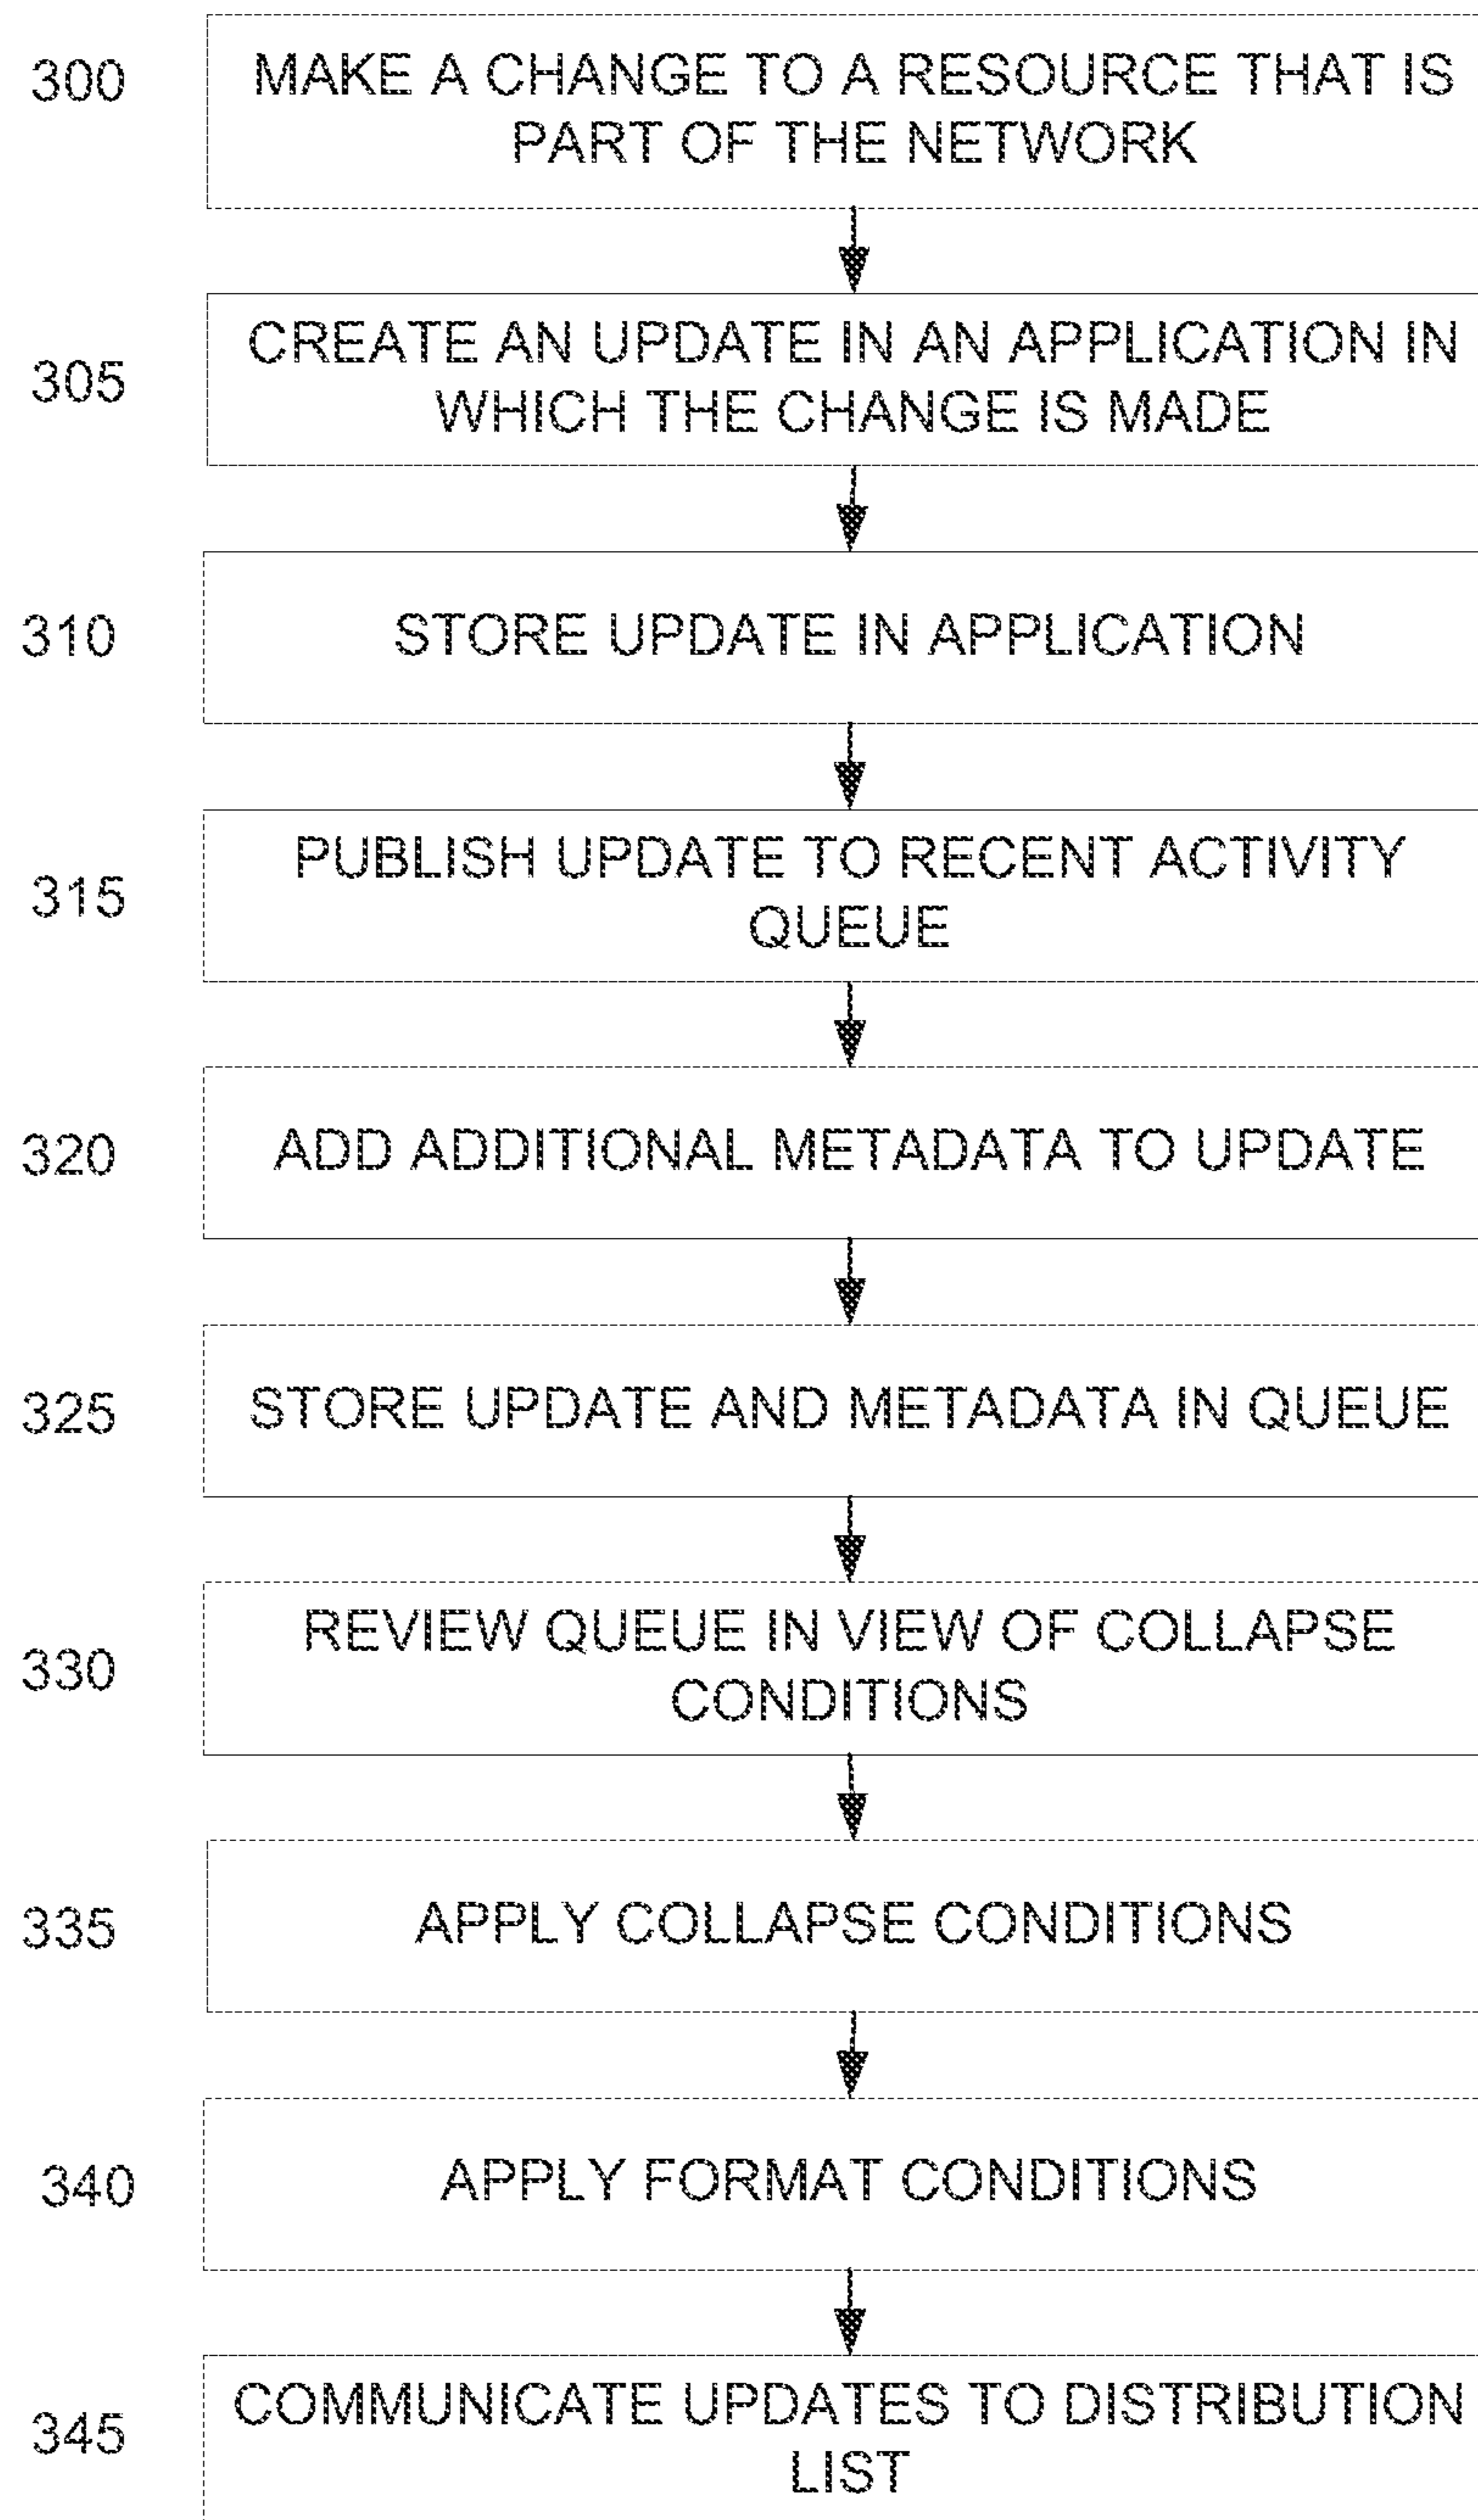 300
MAKE A CHANGE TO A RESOURCE THAT IS
PART OF THE NETWORK
305
CREATE AN UPDATE IN AN APPLICATION IN
WHICH THE CHANGE IS MADE
310
STORE UPDATE IN APPLICATION
315
PUBLISH UPDATE TO RECENT ACTIVITY
QUEUE
320
ADD ADDITIONAL METADATA TO UPDATE
325
STORE UPDATE AND METADATA IN QUEUE
330
REVIEW QUEUE IN VIEW OF COLLAPSE
CONDITIONS
335
APPLY COLLAPSE CONDITIONS
340
APPLY FORMAT CONDITIONS
345
COMMUNICATE UPDATES TO DISTRIBUTION
LIST